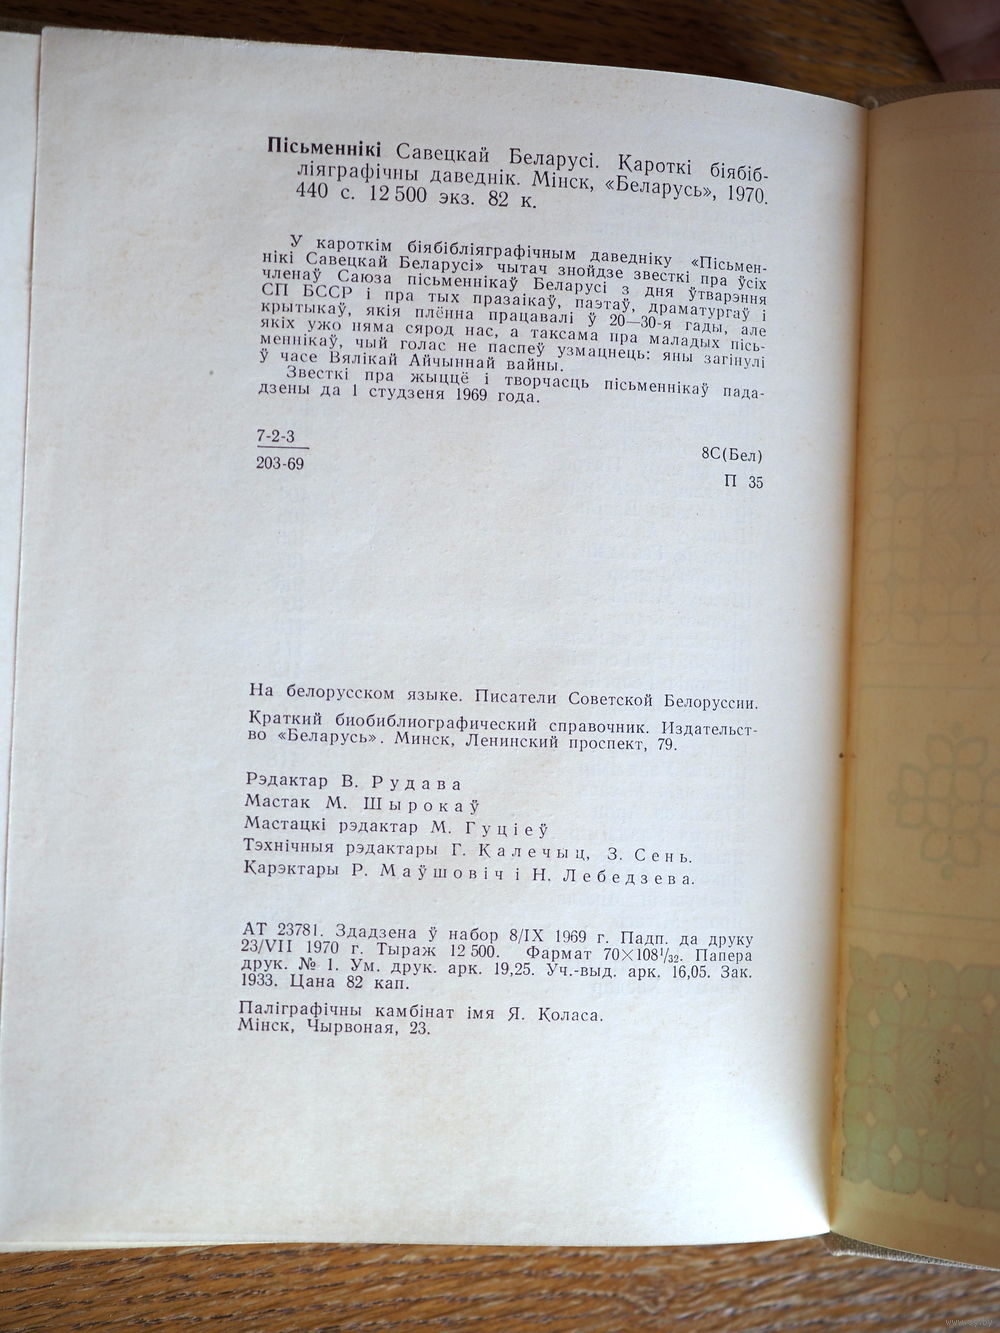 Пісьменнікі Савецкай Беларусі. Кароткі біябіб-
ліяграфічны даведнік. Мінск, «Беларусь», 1970.
440 с. 12 500 экз. 82 к.
У кароткім біябібліяграфічным даведніку «Пісьмен-
нікі Савецкай Беларусі» чытач знойдзе звесткі пра ўсіх
членаў Саюза пісьменнікаў Беларусі з дня ўтварэння
СП БССР і пра тых празаікаў, паэтаў, драматургаў і
крытыкаў, якія плённа працавалі ў 20—30-я гады, але
якіх ужо няма сярод нас, а таксама пра маладых пісь-
меннікаў, чый голас не паспеў узмацнець: яны загінулі
ў часе Вялікай Айчыннай вайны.
Звесткі пра жыццё і творчасць пісьменнікаў пада-
дзены да 1 студзеня 1969 года.
7-2-3
203-69
8С(Бел)
П 35
На белорусском языке. Писатели Советской Белоруссии.
Краткий биобиблиографический справочник. Издательст-
во «Беларусь». Минск, Ленинский проспект, 79.
Рэдактар В. Рудава
Мастак М. Шырокаў
Мастацкі рэдактар М. Гуціеў
Тэхнічныя рэдактары Г. Калечыц, З. Сень.
Карэктары Р. Маўшовіч і Н. Лебедзева.
АТ 23781. Здадзена ў набор 8/IX 1969 г. Падп. да друку
23/VII 1970 г. Тыраж 12 500. Фармат 70×108¹/₃₂. Папера
друк. № 1. Ум. друк. арк. 19,25. Уч.-выд. арк. 16,05. Зак.
1933. Цана 82 кап.
Паліграфічны камбінат імя Я. Коласа.
Мінск, Чырвоная, 23.
www.ay.by